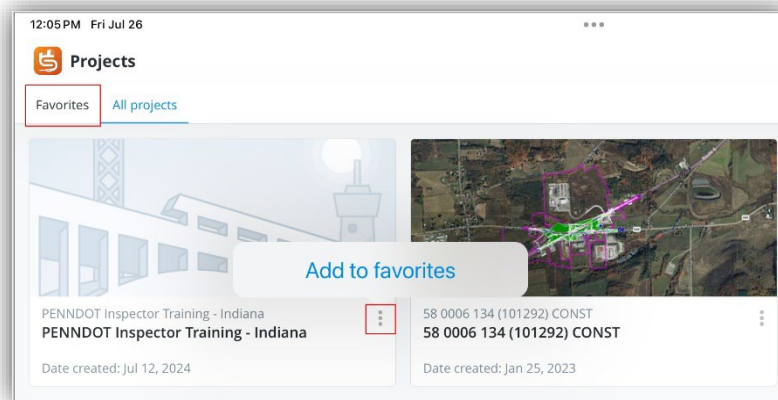 12:05 PM Fri Jul 26
Projects
Favorites All projects
Add to favorites
PENNDOT Inspector Training - Indiana
PENNDOT Inspector Training - Indiana
Date created: Jul 12, 2024
58 0006 134 (101292) CONST
58 0006 134 (101292) CONST
Date created: Jan 25, 2023